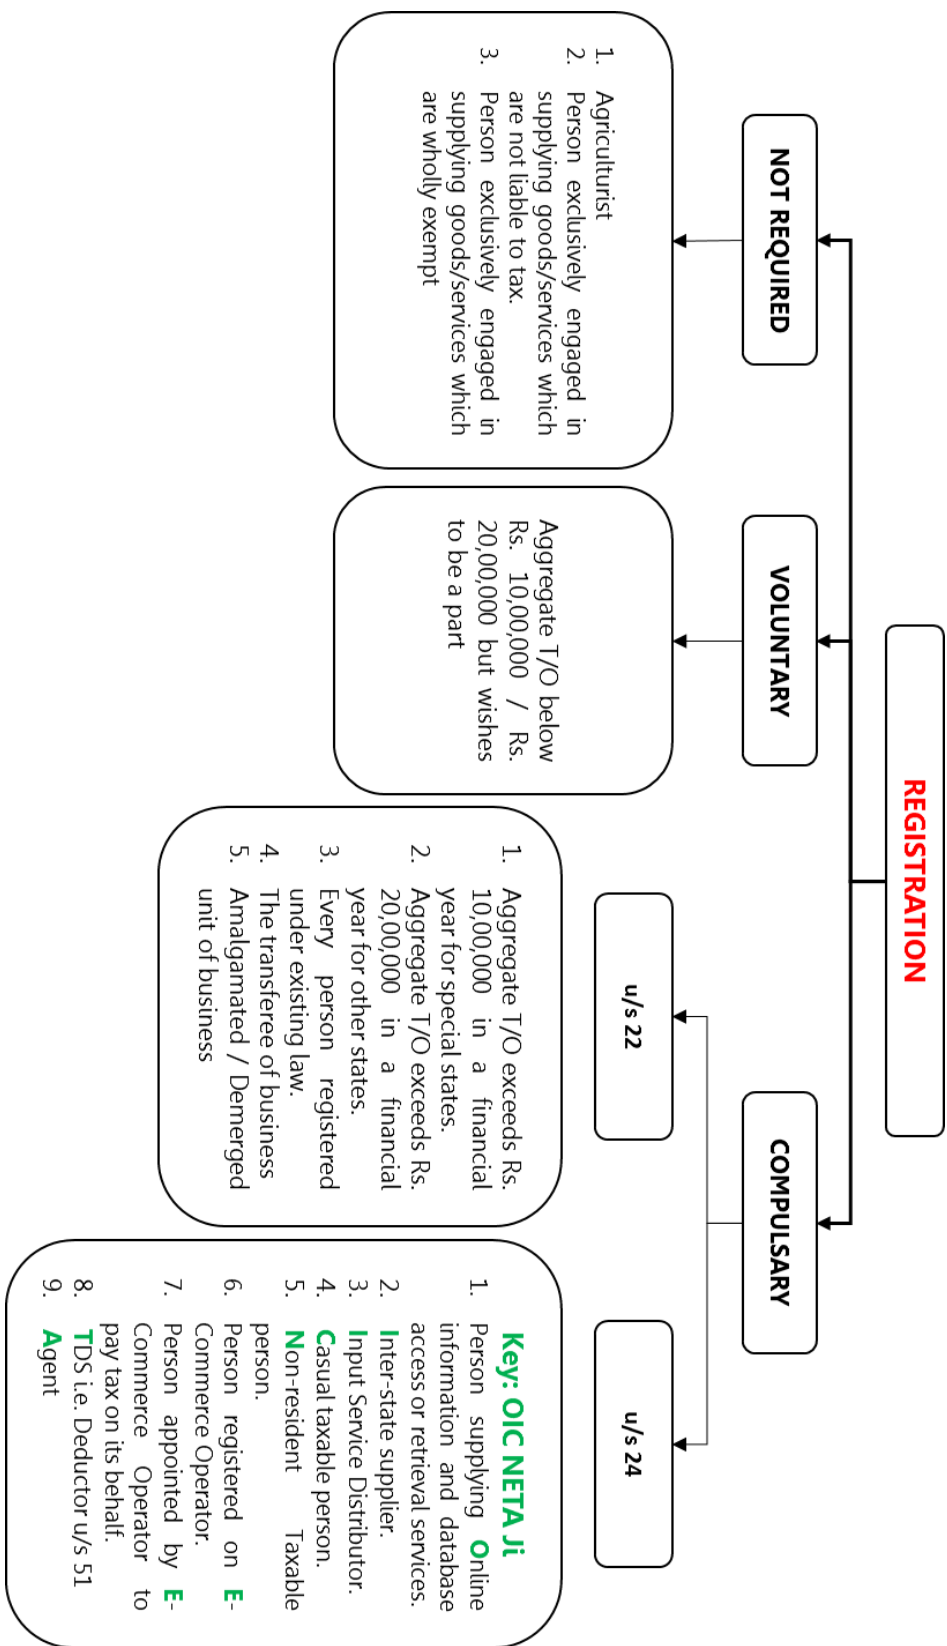 REGISTRATION
NOT REQUIRED
VOLUNTARY
COMPULSARY
u/s 22
u/s 24
1. Agriculturist
2. Person exclusively engaged in
supplying goods/services which
are not liable to tax.
3. Person exclusively engaged in
supplying goods/services which
are wholly exempt
Aggregate T/O below
Rs. 10,00,000 / Rs.
20,00,000 but wishes
to be a part
1. Aggregate T/O exceeds Rs.
10,00,000 in a financial
year for special states.
2. Aggregate T/O exceeds Rs.
20,00,000 in a financial
year for other states.
3. Every person registered
under existing law.
4. The transferee of business
5. Amalgamated / Demerged
unit of business
Key: OIC NETA Ji
1. Person supplying Online
information and database
access or retrieval services.
2. Inter-state supplier.
3. Input Service Distributor.
4. Casual taxable person.
5. Non-resident Taxable
person.
6. Person registered on E-
Commerce Operator.
7. Person appointed by E-
Commerce Operator to
pay tax on its behalf.
8. TDS i.e. Deductor u/s 51
9. Agent